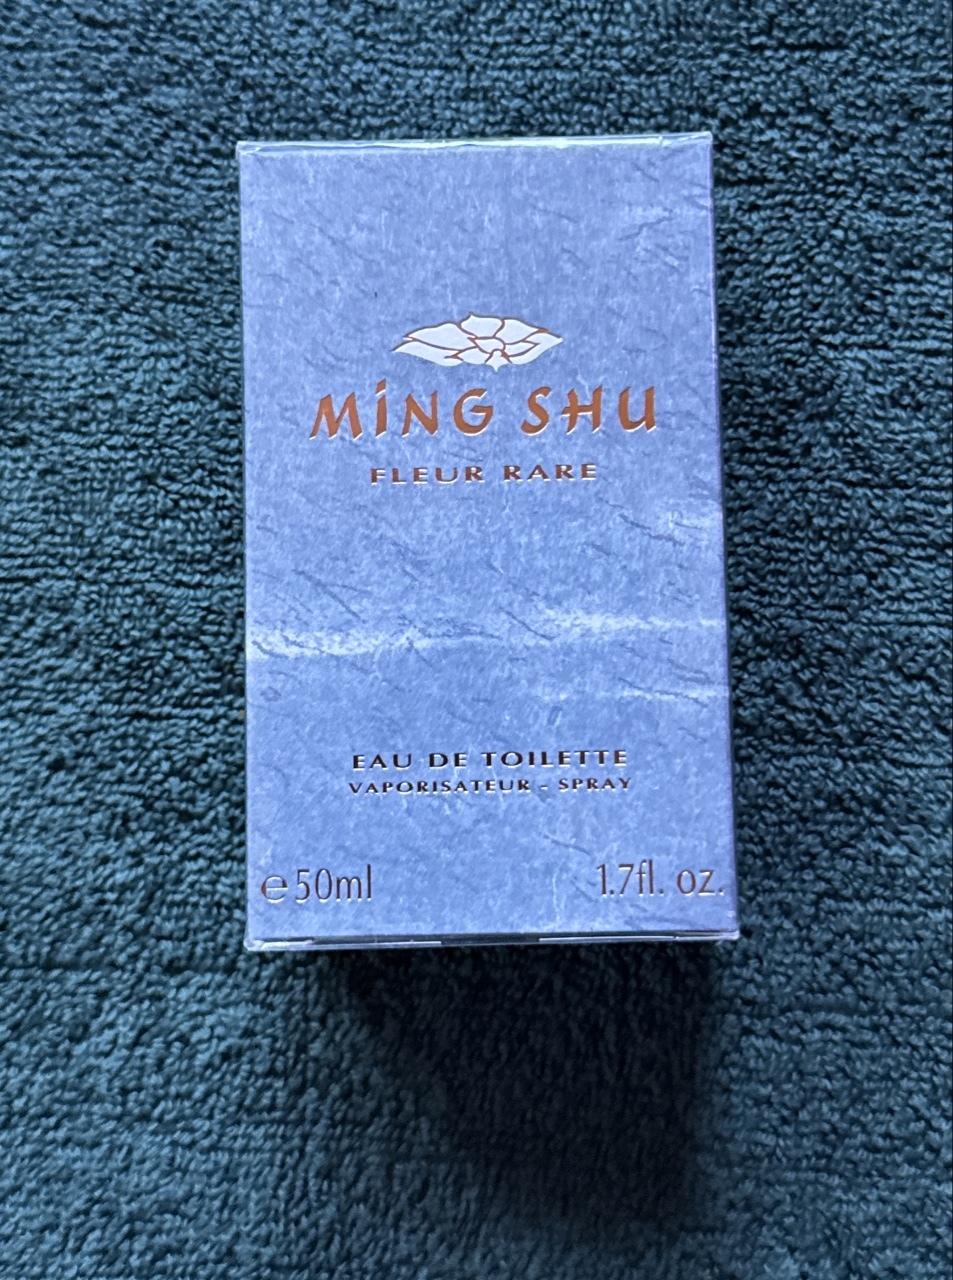 MiNG SHU
FLEUR RARE
EAU DE TOILETTE
VAPORISATEUR - SPRAY
℮50ml
1.7fl. oz.